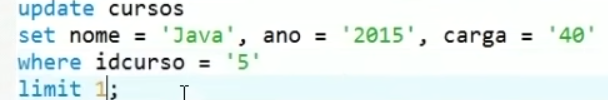 update cursos
set nome = 'Java', ano = '2015', carga = '40'
where idcurso = '5'
limit 1;